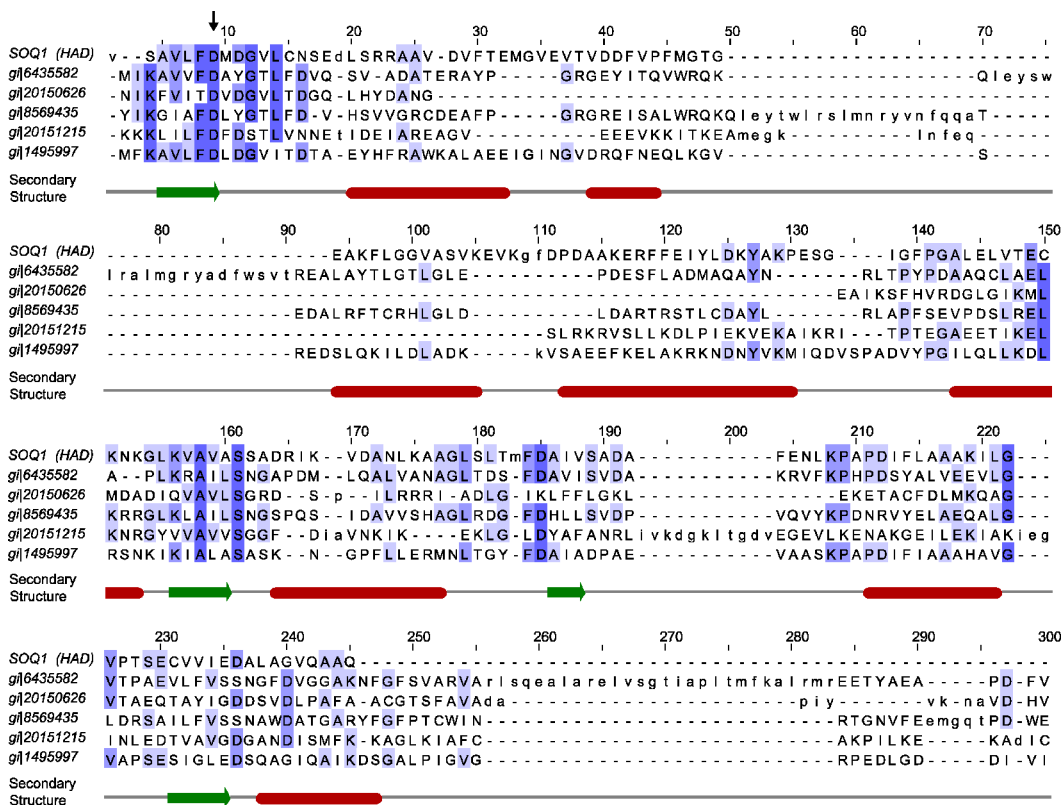 10 20 30 40 50 60 70
SOQ1 (HAD) v-SAVLFDMDGVLCNSEdLSRRAAV-DVFTEMGVEVTVDDFVPFMGTG--------------------------
gi|6435582 -MIKAVVFDAYGTLFDVQ-SV-ADATERAYP-----GRGEYITQVWRQK--------------------Qleysw
gi|20150626 -NIKFVITDVDGVLTDGQ-LHYDANG-------------------------------------------------
gi|8569435 -YIKGIAFDLYGTLFD-V-HSVVGRCDEAFP-----GRGREISALWRQKQleytwlrslmnryvnfqqaT-----
gi|20151215 -KKKLILFDFDSTLVNNEtIDEIAREAGV-------EEEVKKITKEAmegk-------------lnfeq------
gi|1495997 -MFKAVLFDLDGVITDTA-EYHFRAWKALAEEIGINGVDRQFNEQLKGV--------------------S-----
Secondary
Structure
80 90 100 110 120 130 140 150
SOQ1 (HAD) ------------------EAKFLGGVASVKEVKgfDPDAAKERFFEIYLDKYAKPESG----IGFPGALELVTEC
gi|6435582 lralmgryadfwsvtREALAYTLGTLGLE----------PDESFLADMAQAYN-------RLTPYPDAAQCLAEL
gi|20150626 ----------------------------------------------------------EAIKSFHVRDGLGIKML
gi|8569435 ---------------EDALRFTCRHLGLD----------LDARTRSTLCDAYL-------RLAPFSEVPDSLREL
gi|20151215 -----------------------------------SLRKRVSLLKDLPIEKVEKAIKRI---TPTEGAEETIKEL
gi|1495997 ---------------REDSLQKILDLADK-----kVSAEEFKELAKRKNDNYVKMIQDVSPADVYPGILQLLKDL
Secondary
Structure
160 170 180 190 200 210 220
SOQ1 (HAD) KNKGLKVAVASSADRIK-VDANLKAAGLSLTmFDAIVSADA------------FENLKPAPDIFLAAAKILG---
gi|6435582 A--PLKRAILSNGAPDM-LQALVANAGLTDS-FDAVISVDA------------KRVFKPHPDSYALVEEVLG---
gi|20150626 MDADIQVAVLSGRD-S-p-ILRRRI-ADLG-IKLFFLGKL------------------EKETACFDLMKQAG---
gi|8569435 KRRGLKLAILSNGSPQS-IDAVVSHAGLRDG-FDHLLSVDP------------VQVYKPDNRVYELAEQALG---
gi|20151215 KNRGYVVAVVSGGF-DiaVNKIK---EKLG-LDYAFANRLivkdgkltgdvEGEVLKENAKGEILEKIAKieg
gi|1495997 RSNKIKIALASASK--N-GPFLLERMNLTGY-FDAIADPAE------------VAASKPAPDIFIAAAHAVG---
Secondary
Structure
230 240 250 260 270 280 290 300
SOQ1 (HAD) VPTSECVVIEDALAGVQAAQ-------------------------------------------------------
gi|6435582 VTPAEVLFVSSNGFDVGGAKNFGFSVARVArlsqealarelvsgtiapltmfkalrmrEETYAEA----PD-FV
gi|20150626 VTAEQTAYIGDDSVDLPAFA-ACGTSFAVAda-----------------------piy-----vk-naVD-HV
gi|8569435 LDRSAILFVSSNAWDATGARYFGFPTCWIN----------------------------RTGNVFEemgqtPD-WE
gi|20151215 INLEDTVAVGDGANDISMFK-KAGLKIAFC----------------------------AKPILKE----KAdIC
gi|1495997 VAPSESIGLEDSQAGIQAIKDSGALPIGVG----------------------------RPEDLGD----DI-VI
Secondary
Structure